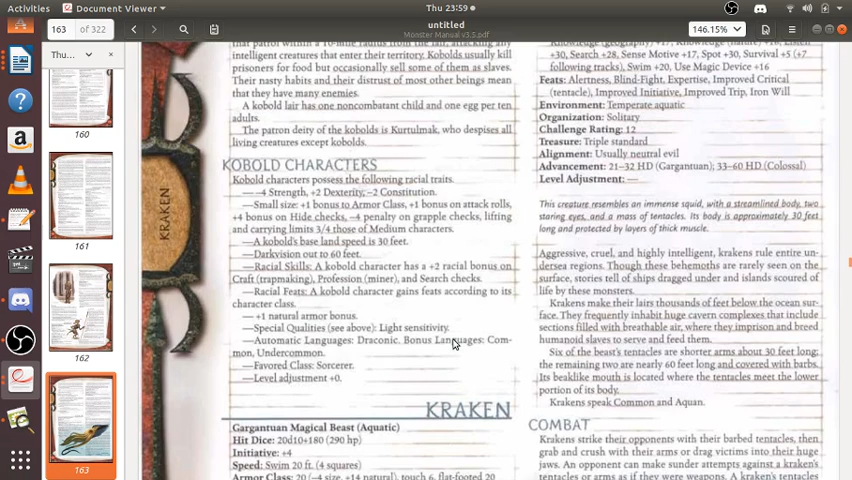 Activities
Document Viewer
Thu 23:59
163
of 322
untitled
Monster Manual v3.5.pdf
146.15%
Thu...
160
161
162
163
KRAKEN
that patrol within a 10-mile radius from the lair, attacking any
intelligent creatures that enter their territory. Kobolds usually kill
prisoners for food but occasionally sell some of them as slaves.
Their nasty habits and their distrust of most other beings mean
that they have many enemies.
A kobold lair has one noncombatant child and one egg per ten
adults.
The patron deity of the kobolds is Kurtulmak, who despises all
living creatures except kobolds.
KOBOLD CHARACTERS
Kobold characters possess the following racial traits.
—–4 Strength, +2 Dexterity, –2 Constitution.
—Small size: +1 bonus to Armor Class, +1 bonus on attack rolls,
+4 bonus on Hide checks, –4 penalty on grapple checks, lifting
and carrying limits 3/4 those of Medium characters.
—A kobold's base land speed is 30 feet.
—Darkvision out to 60 feet.
—Racial Skills: A kobold character has a +2 racial bonus on
Craft (trapmaking), Profession (miner), and Search checks.
—Racial Feats: A kobold character gains feats according to its
character class.
— +1 natural armor bonus.
—Special Qualities (see above): Light sensitivity.
—Automatic Languages: Draconic. Bonus Languages: Com-
mon, Undercommon.
—Favored Class: Sorcerer.
—Level adjustment +0.
KRAKEN
Gargantuan Magical Beast (Aquatic)
Hit Dice: 20d10+180 (290 hp)
Initiative: +4
Speed: Swim 20 ft. (4 squares)
Armor Class: 20 (–4 size, +14 natural), touch 6, flat-footed 20
Knowledge (geography) +17, Knowledge (nature) +16, Listen
+30, Search +28, Sense Motive +17, Spot +30, Survival +5 (+7
following tracks), Swim +20, Use Magic Device +16
Feats: Alertness, Blind-Fight, Expertise, Improved Critical
(tentacle), Improved Initiative, Improved Trip, Iron Will
Environment: Temperate aquatic
Organization: Solitary
Challenge Rating: 12
Treasure: Triple standard
Alignment: Usually neutral evil
Advancement: 21–32 HD (Gargantuan); 33–60 HD (Colossal)
Level Adjustment: —
This creature resembles an immense squid, with a streamlined body, two
staring eyes, and a mass of tentacles. Its body is approximately 30 feet
long and protected by layers of thick muscle.
Aggressive, cruel, and highly intelligent, krakens rule entire un-
dersea regions. Though these behemoths are rarely seen on the
surface, stories tell of ships dragged under and islands scoured of
life by these monsters.
Krakens make their lairs thousands of feet below the ocean sur-
face. They frequently inhabit huge cavern complexes that include
sections filled with breathable air, where they imprison and breed
humanoid slaves to serve and feed them.
Six of the beast's tentacles are shorter arms about 30 feet long;
the remaining two are nearly 60 feet long and covered with barbs.
Its beaklike mouth is located where the tentacles meet the lower
portion of its body.
Krakens speak Common and Aquan.
COMBAT
Krakens strike their opponents with their barbed tentacles, then
grab and crush with their arms or drag victims into their huge
jaws. An opponent can make sunder attempts against a kraken's
tentacles or arms as if they were weapons. A kraken's tentacles